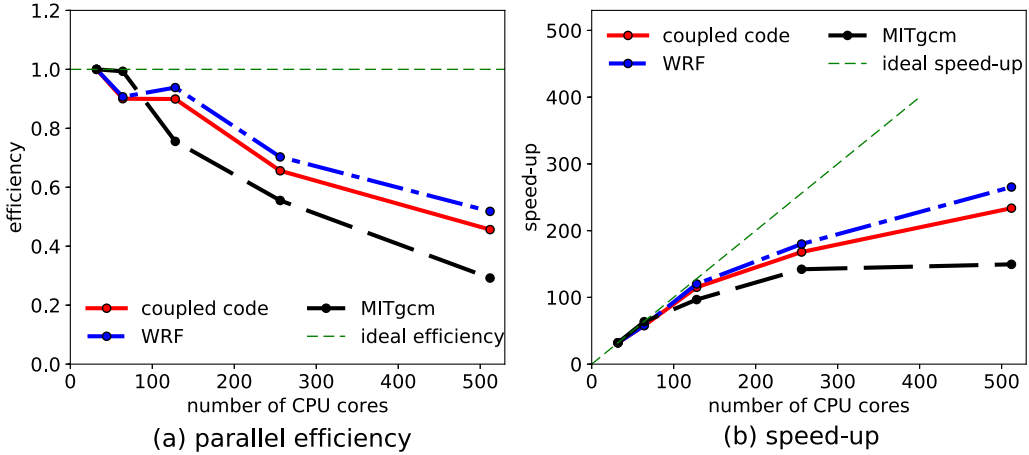 1.2
1.0
0.8
0.6
0.4
0.2
0.0
efficiency
coupled code
WRF
MITgcm
ideal efficiency
0 100 200 300 400 500
number of CPU cores
(a) parallel efficiency
500
400
300
200
100
0
speed-up
coupled code
WRF
MITgcm
ideal speed-up
0 100 200 300 400 500
number of CPU cores
(b) speed-up